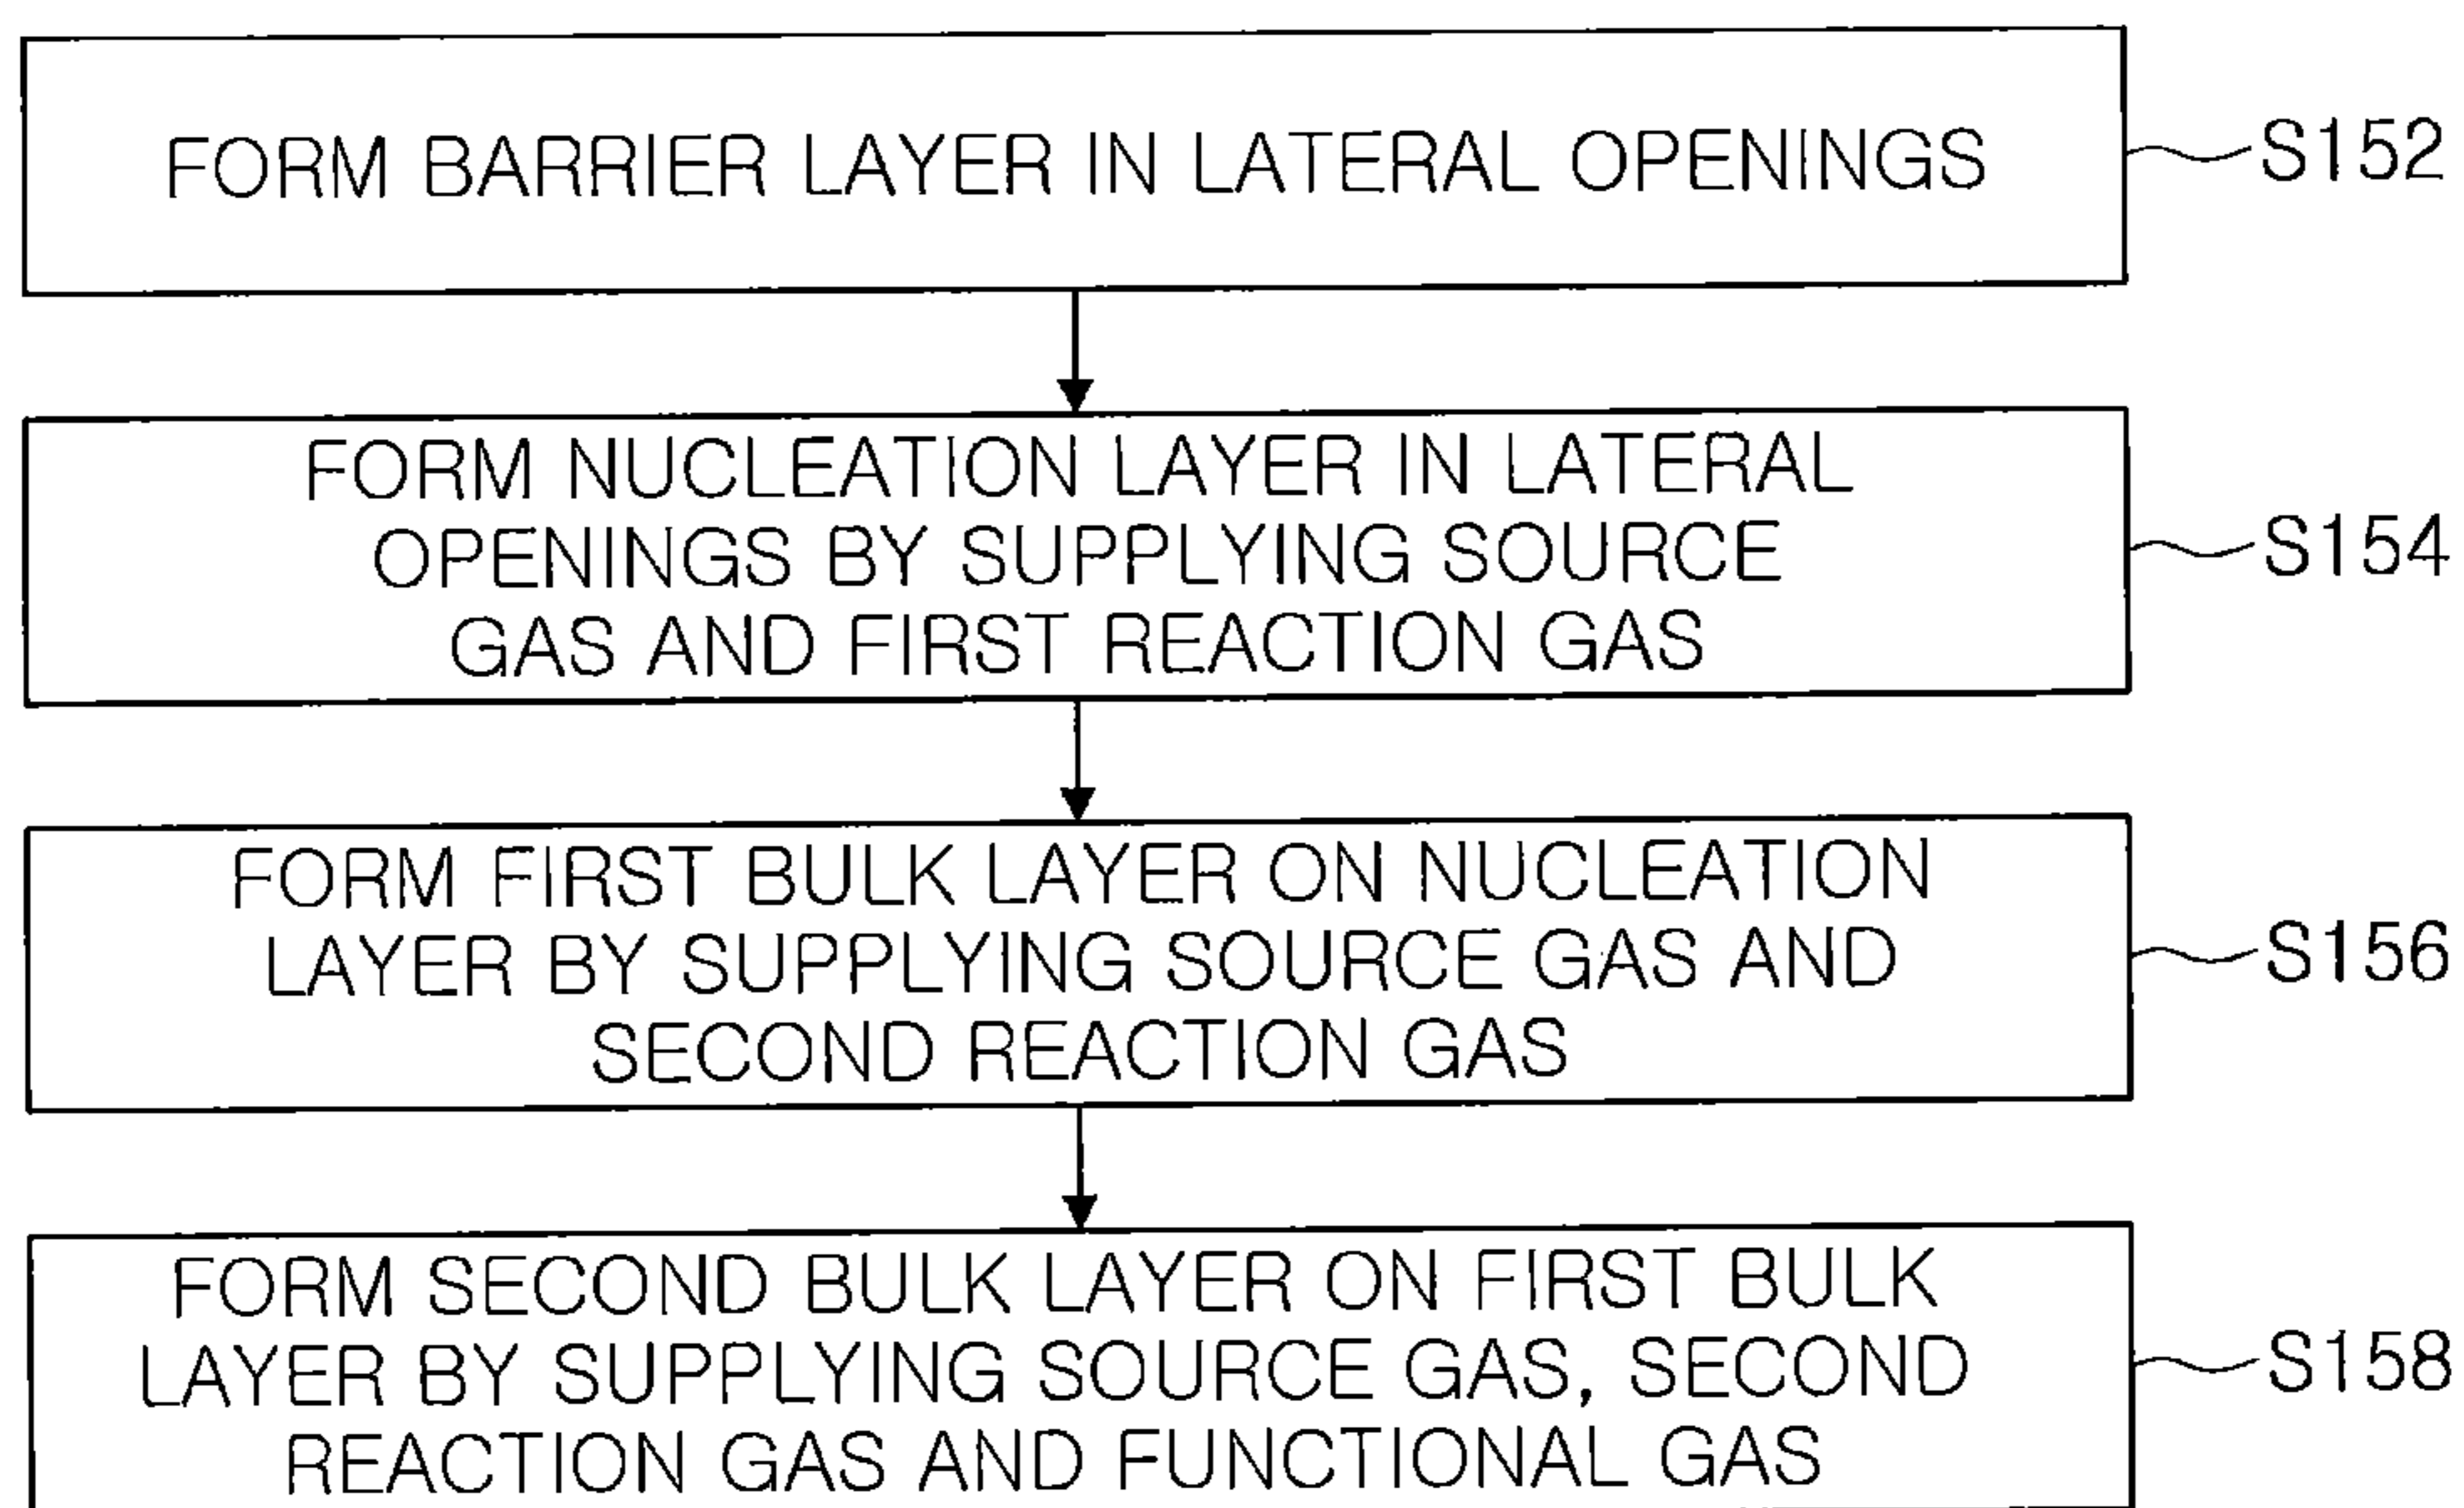 FORM BARRIER LAYER IN LATERAL OPENINGS
S152
FORM NUCLEATION LAYER IN LATERAL
OPENINGS BY SUPPLYING SOURCE
GAS AND FIRST REACTION GAS
S154
FORM FIRST BULK LAYER ON NUCLEATION
LAYER BY SUPPLYING SOURCE GAS AND
SECOND REACTION GAS
S156
FORM SECOND BULK LAYER ON FIRST BULK
LAYER BY SUPPLYING SOURCE GAS, SECOND
REACTION GAS AND FUNCTIONAL GAS
S158